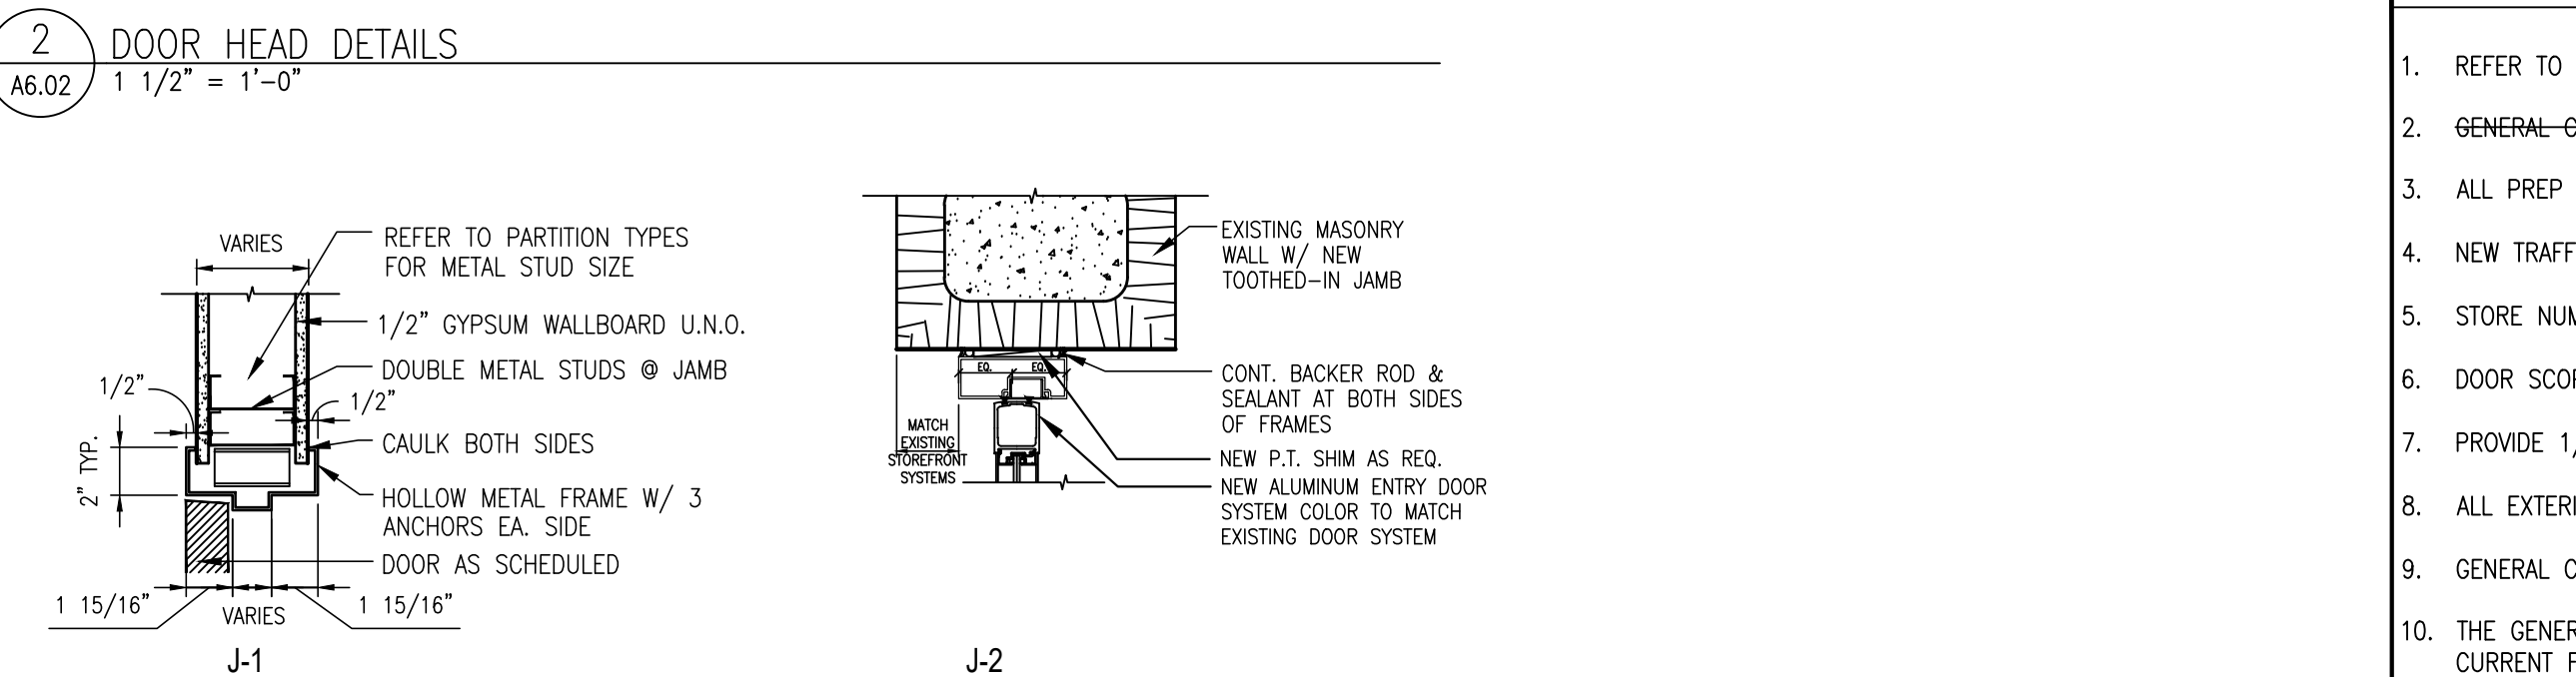 2
A6.02
DOOR HEAD DETAILS
1 1/2" = 1'-0"
VARIES
REFER TO PARTITION TYPES
FOR METAL STUD SIZE
1/2" GYPSUM WALLBOARD U.N.O.
DOUBLE METAL STUDS @ JAMB
1/2"
1/2"
CAULK BOTH SIDES
2" TYP.
HOLLOW METAL FRAME W/ 3
ANCHORS EA. SIDE
DOOR AS SCHEDULED
1 15/16"
VARIES
1 15/16"
J-1
EXISTING MASONRY
WALL W/ NEW
TOOTHED-IN JAMB
EQ.
EQ.
CONT. BACKER ROD &
SEALANT AT BOTH SIDES
OF FRAMES
MATCH
EXISTING
STOREFRONT
SYSTEMS
NEW P.T. SHIM AS REQ.
NEW ALUMINUM ENTRY DOOR
SYSTEM COLOR TO MATCH
EXISTING DOOR SYSTEM
J-2
1. REFER TO
2. GENERAL C
3. ALL PREP
4. NEW TRAFF
5. STORE NUM
6. DOOR SCOP
7. PROVIDE 1/
8. ALL EXTERI
9. GENERAL C
10. THE GENER
CURRENT F